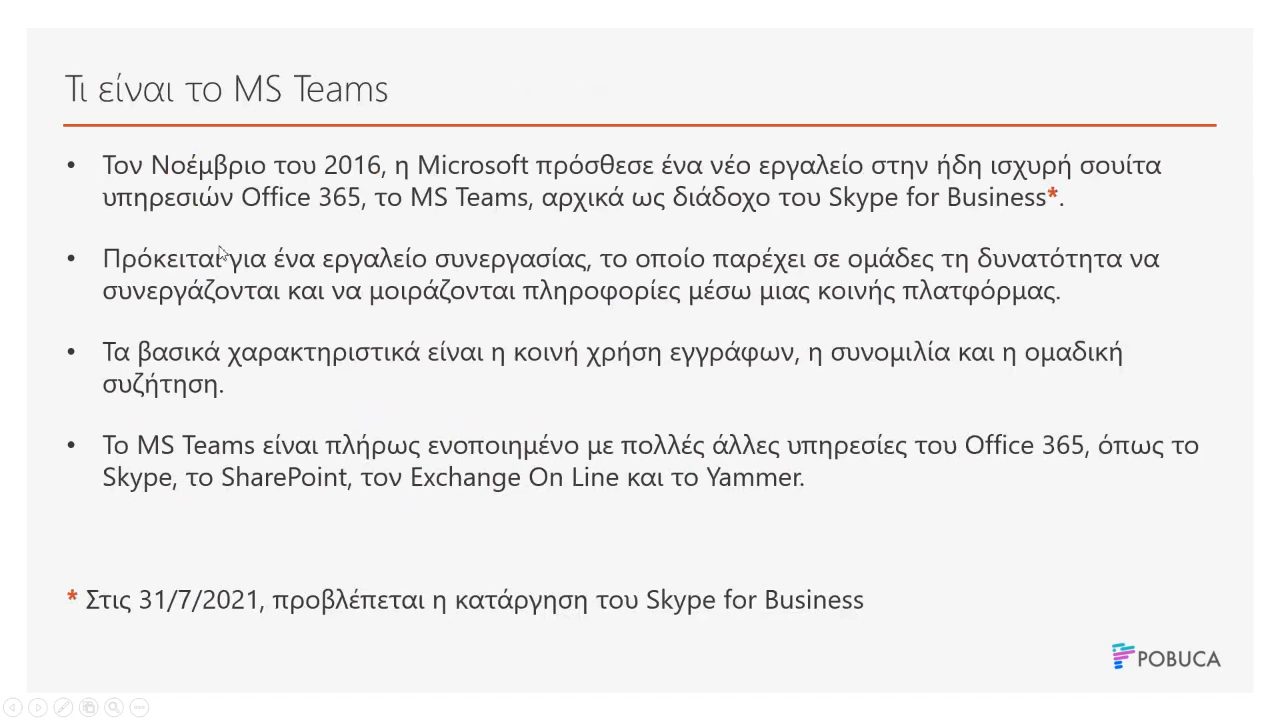 Τι είναι το MS Teams
• Τον Νοέμβριο του 2016, η Microsoft πρόσθεσε ένα νέο εργαλείο στην ήδη ισχυρή σουίτα
υπηρεσιών Office 365, το MS Teams, αρχικά ως διάδοχο του Skype for Business*.
• Πρόκειται για ένα εργαλείο συνεργασίας, το οποίο παρέχει σε ομάδες τη δυνατότητα να
συνεργάζονται και να μοιράζονται πληροφορίες μέσω μιας κοινής πλατφόρμας.
• Τα βασικά χαρακτηριστικά είναι η κοινή χρήση εγγράφων, η συνομιλία και η ομαδική
συζήτηση.
• Το MS Teams είναι πλήρως ενοποιημένο με πολλές άλλες υπηρεσίες του Office 365, όπως το
Skype, το SharePoint, τον Exchange On Line και το Yammer.
* Στις 31/7/2021, προβλέπεται η κατάργηση του Skype for Business
POBUCA